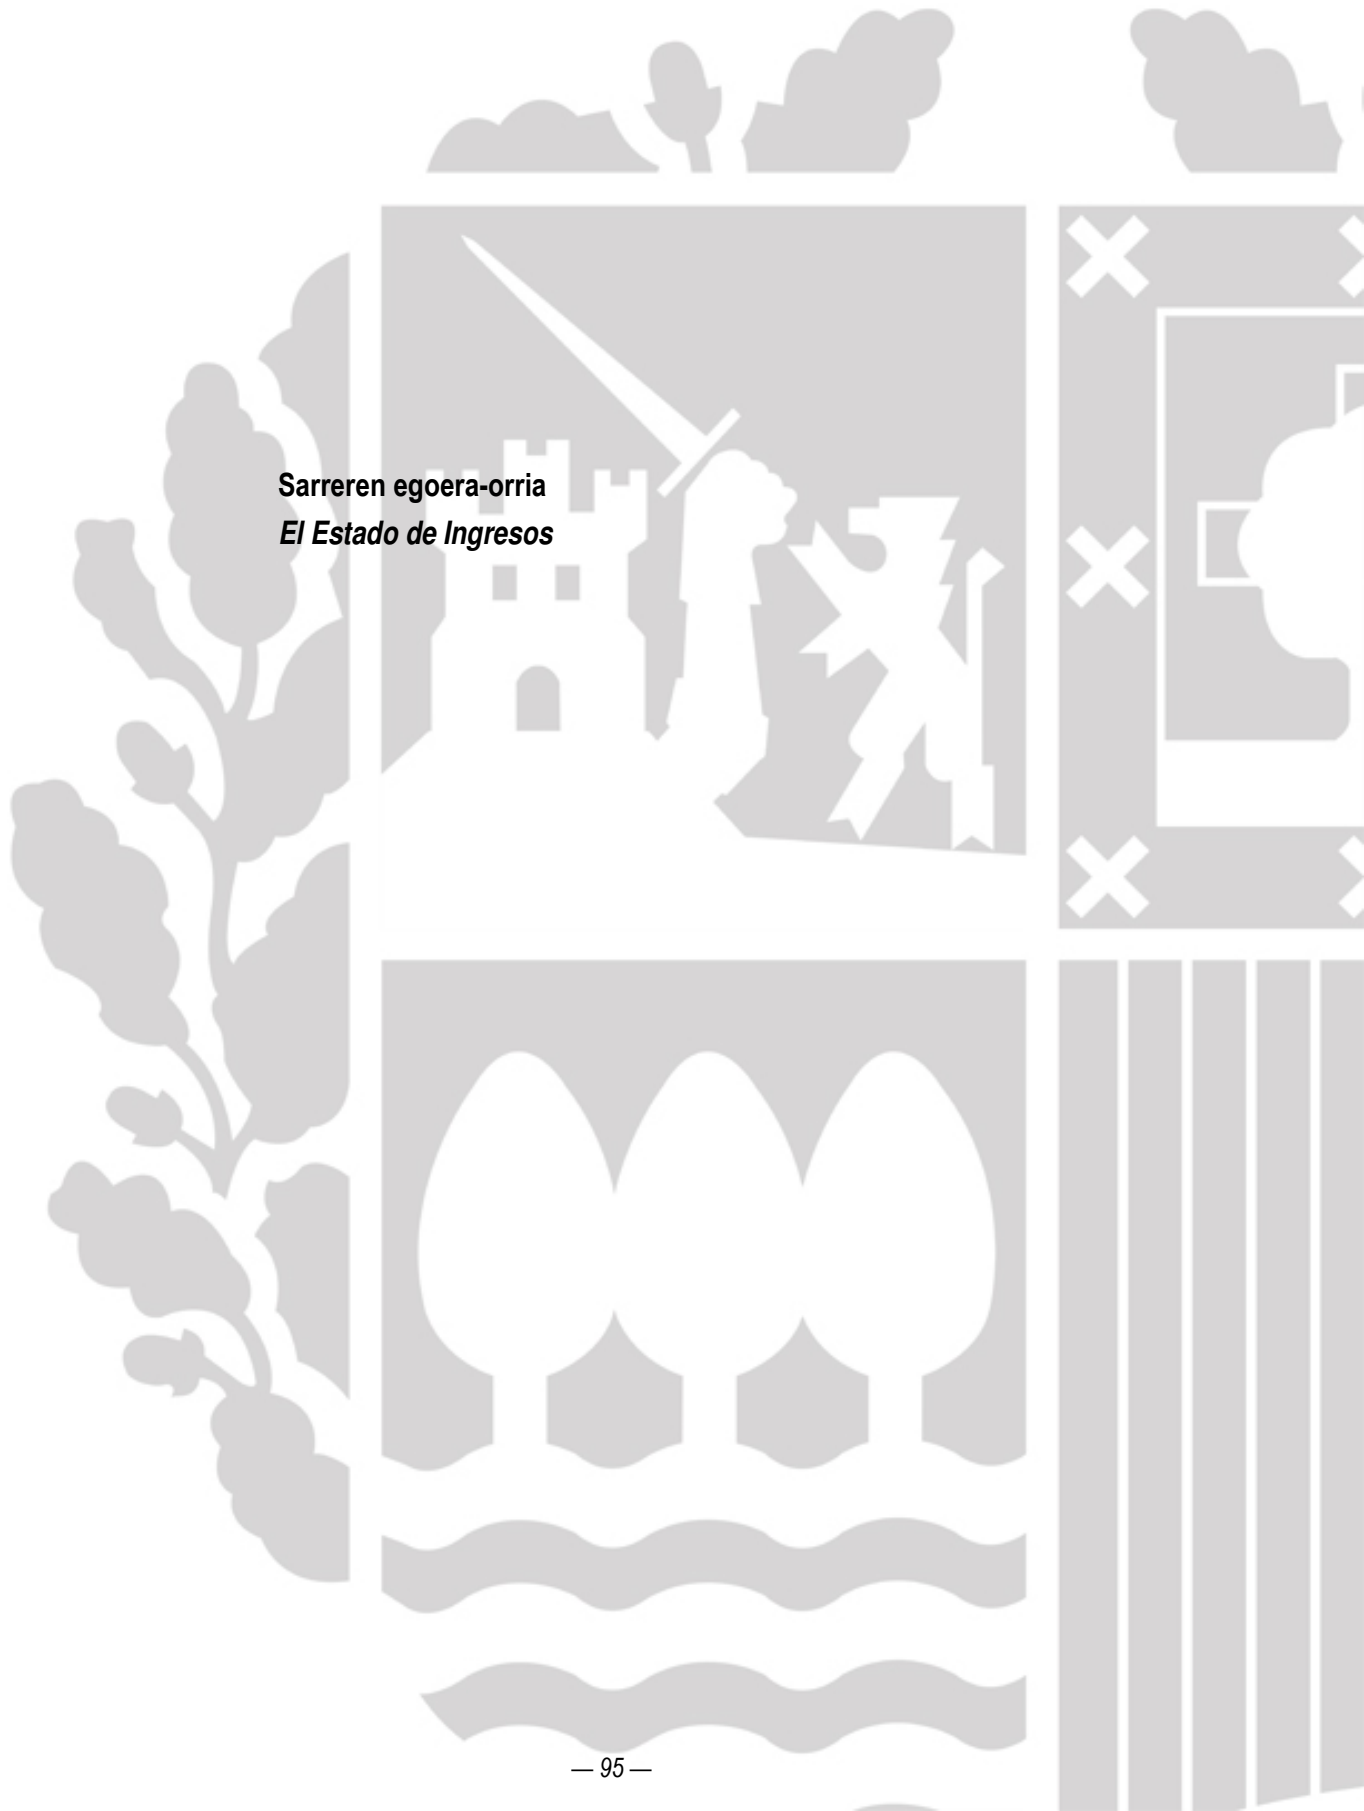 Sarreren egoera-orria
El Estado de Ingresos
— 95 —